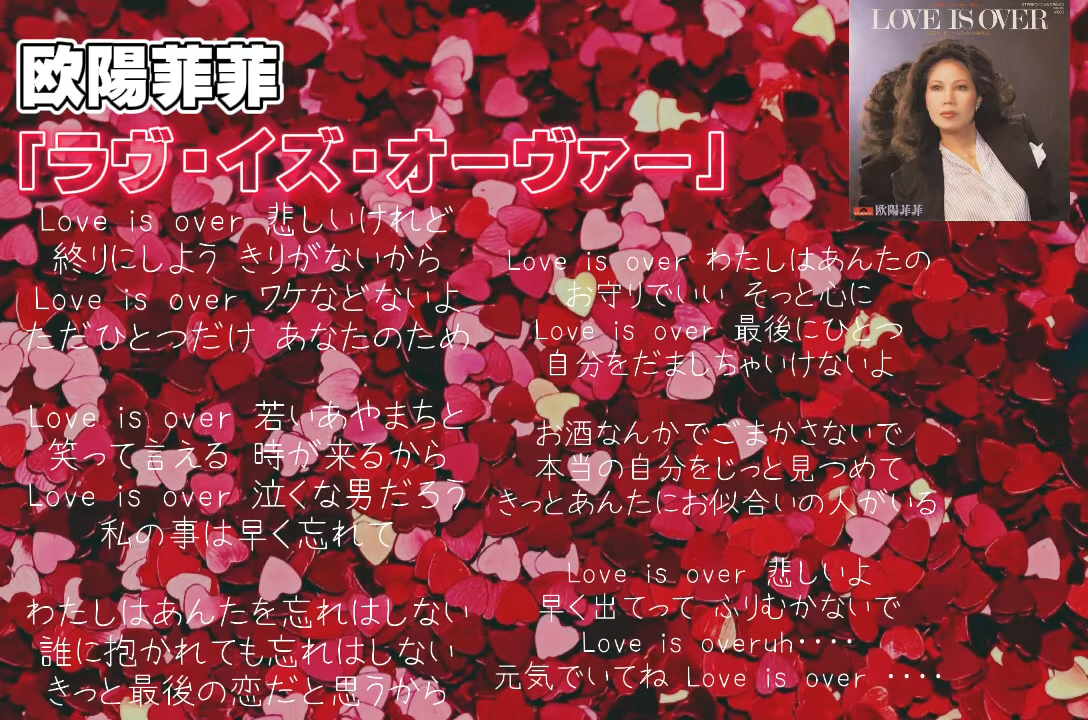 欧陽菲菲
「ラヴ・イズ・オーヴァー」
Love is over 悲しいけれど
終りにしよう きりがないから
Love is over ワケなどないよ
ただひとつだけ あなたのため
Love is over 若いあやまちと
笑って言える 時が来るから
Love is over 泣くな男だろう
私の事は早く忘れて
わたしはあんたを忘れはしない
誰に抱かれても忘れはしない
きっと最後の恋だと思うから
LOVE IS OVER
欧陽菲菲
Love is over わたしはあんたの
お守りでいい そっと心に
Love is over 最後にひとつ
自分をだましちゃいけないよ
お酒なんかでごまかさないで
本当の自分をじっと見つめて
きっとあんたにお似合いの人がいる
Love is over 悲しいよ
早く出てって ふりむかないで
Love is overuh････
元気でいてね Love is over ････